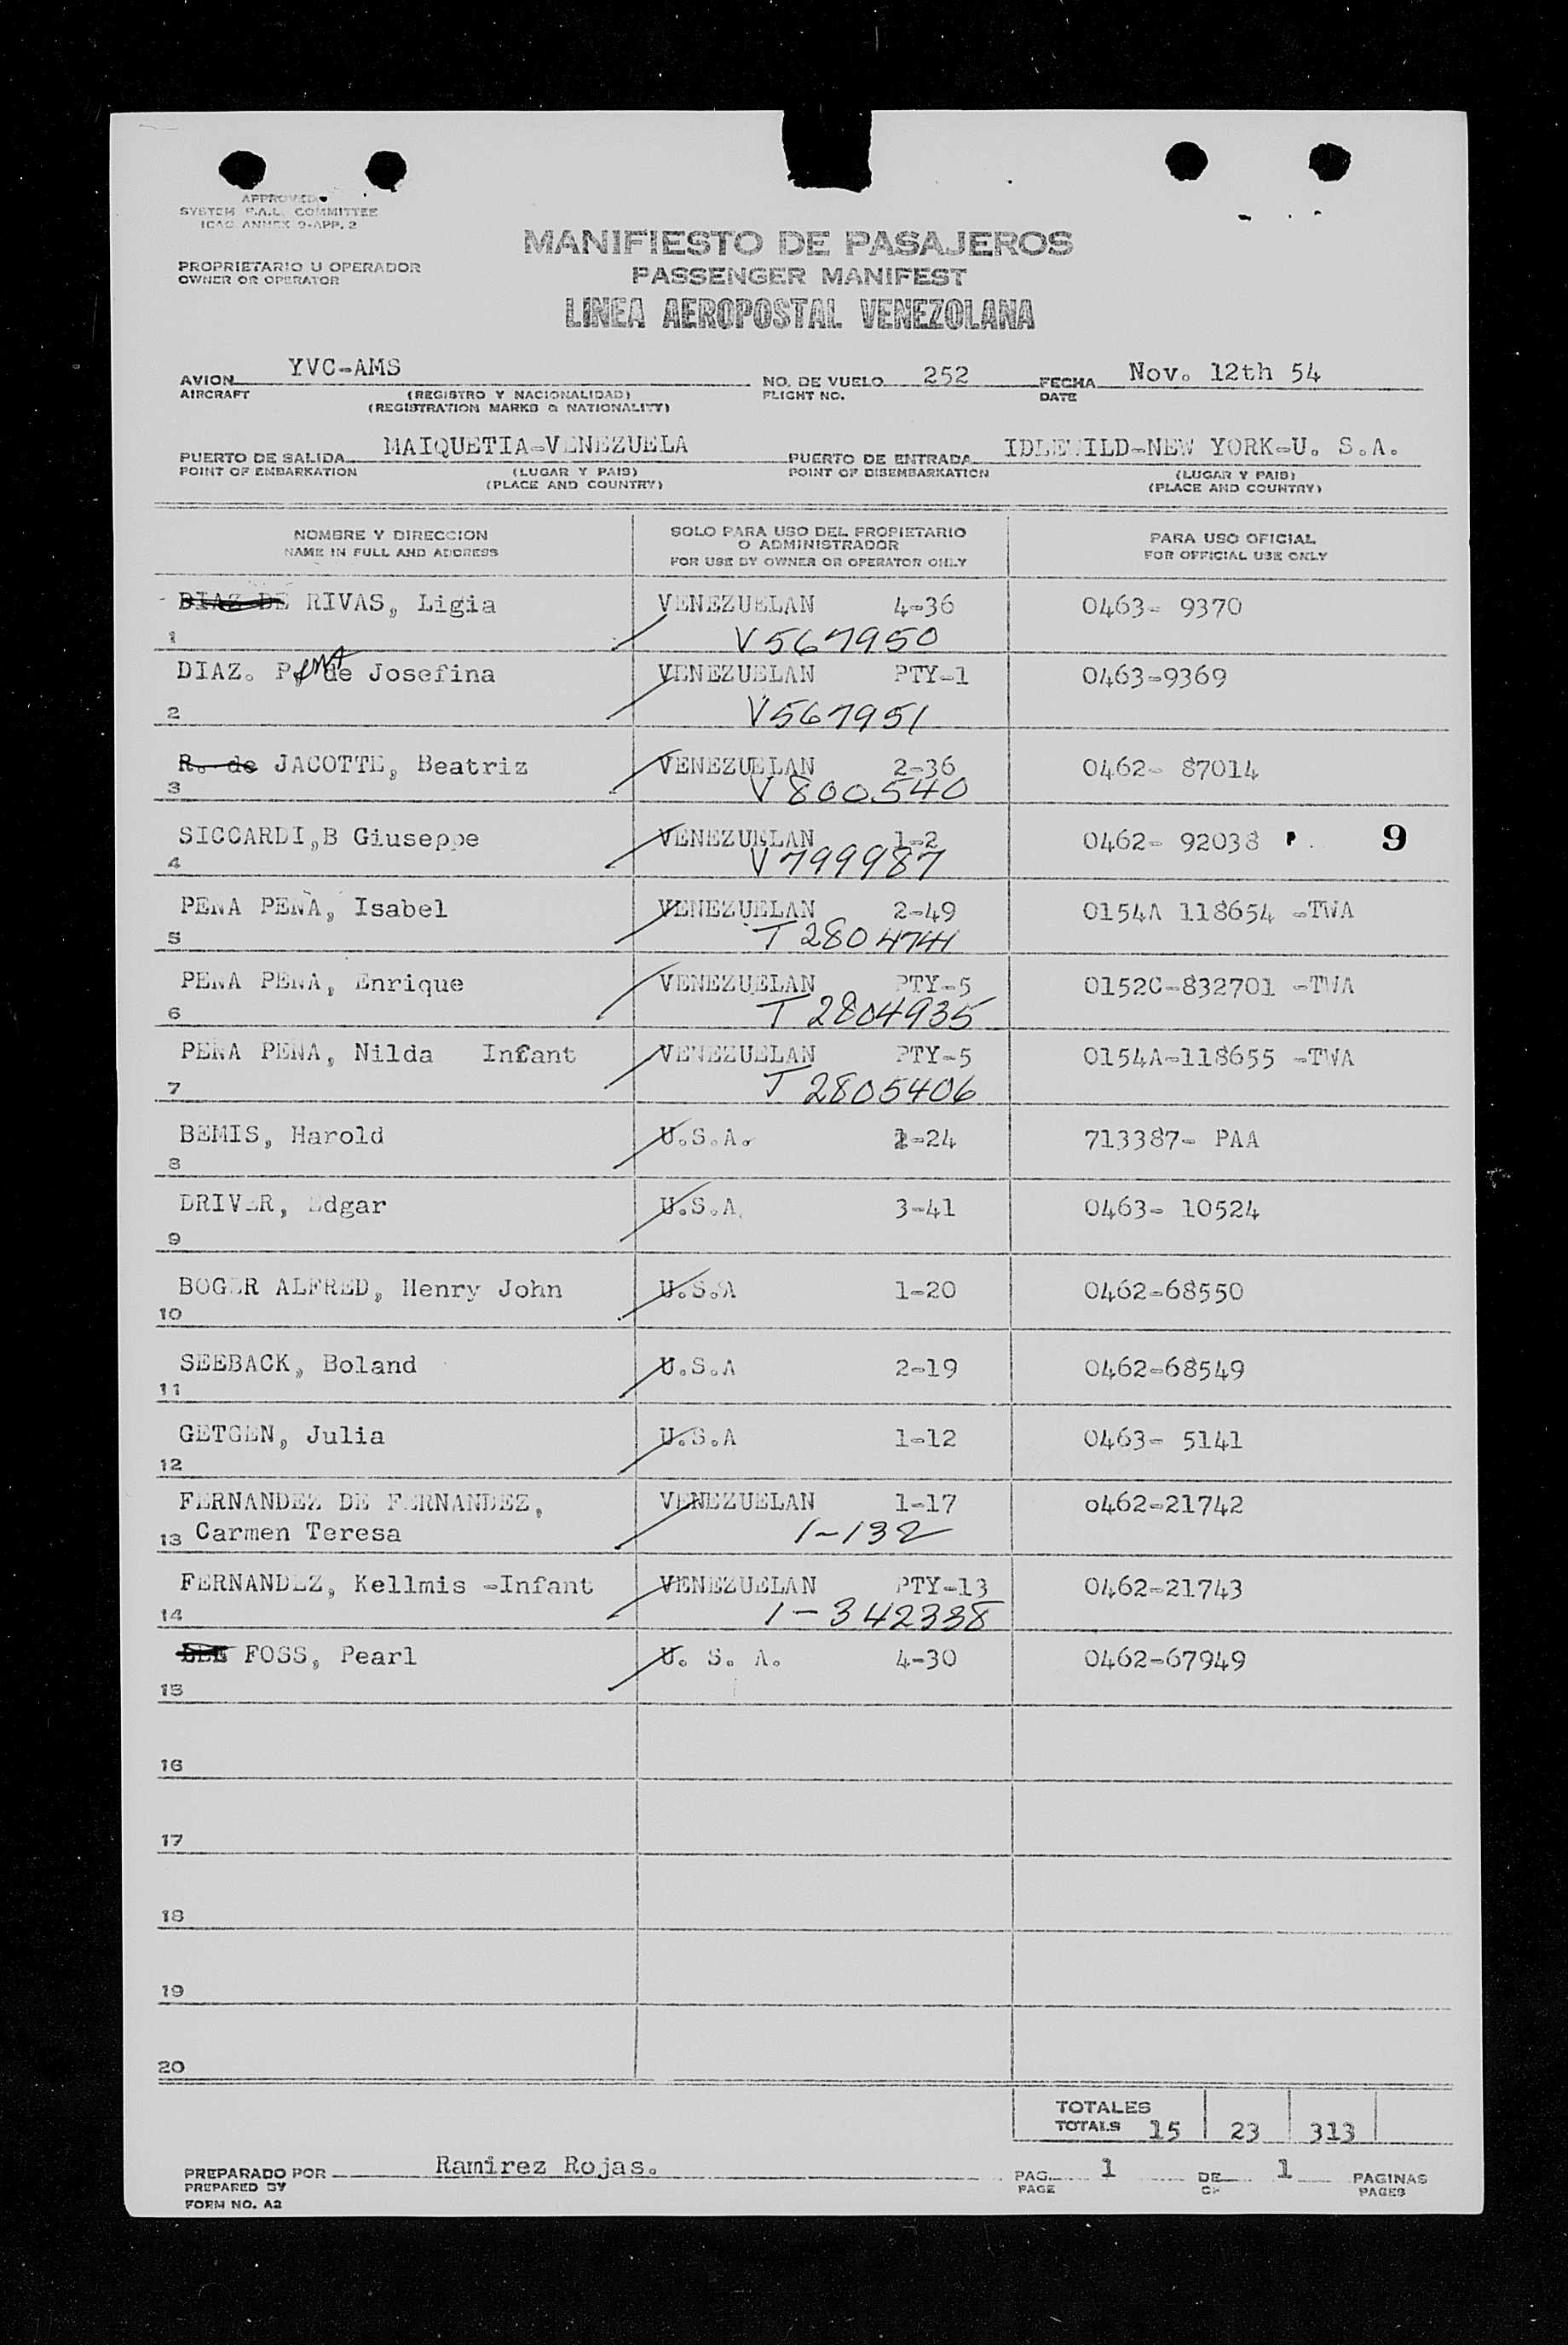 APPROVED
SYSTEM F.A.L. COMMITTEE
ICAO ANNEX 9-APP. 2
MANIFIESTO DE PASAJEROS
PROPRIETARIO U OPERADOR
OWNER OR OPERATOR
PASSENGER MANIFEST
LINEA AEROPOSTAL VENEZOLANA
AVION YVC-AMS NO. DE VUELO 252 FECHA Nov. 12th 54
AIRCRAFT (REGISTRO Y NACIONALIDAD) FLIGHT NO. DATE
(REGISTRATION MARKS & NATIONALITY)
PUERTO DE SALIDA MAIQUETIA-VENEZUELA PUERTO DE ENTRADA IDLEWILD-NEW YORK-U. S.A.
POINT OF EMBARKATION (LUGAR Y PAIS) POINT OF DISEMBARKATION (LUGAR Y PAIS)
(PLACE AND COUNTRY) (PLACE AND COUNTRY)
NOMBRE Y DIRECCION SOLO PARA USO DEL PROPIETARIO PARA USO OFICIAL
O ADMINISTRADOR
NAME IN FULL AND ADDRESS FOR USE BY OWNER OR OPERATOR ONLY FOR OFFICIAL USE ONLY
DIAZ DE RIVAS, Ligia VENEZUELAN 4-36 0463- 9370
1 V567950
DIAZ. P, de Josefina VENEZUELAN PTY-1 0463-9369
2 V567951
R. de JACOTTE, Beatriz VENEZUELAN 2-36 0462- 87014
3 V800540
SICCARDI,B Giuseppe VENEZUELAN 1-2 0462- 92038 9
4 V799987
PENA PENA, Isabel VENEZUELAN 2-49 0154A 118654 -TWA
5 T2804741
PENA PENA, Enrique VENEZUELAN PTY-5 0152C-832701 -TWA
6 T2804935
PENA PENA, Nilda Infant VENEZUELAN PTY-5 0154A-118655 -TWA
7 T2805406
BEMIS, Harold U.S.A. 1-24 713387- PAA
8
DRIVER, Edgar U.S.A. 3-41 0463- 10524
9
BOGER ALFRED, Henry John U.S.A 1-20 0462-68550
10
SEEBACK, Boland U.S.A 2-19 0462-68549
11
GETGEN, Julia U.S.A 1-12 0463- 5141
12
FERNANDEZ DE FERNANDEZ, VENEZUELAN 1-17 o462-21742
13 Carmen Teresa 1-132
FERNANDEZ, Kellmis -Infant VENEZUELAN PTY-13 0462-21743
14 1-342338
FOSS, Pearl U. S. A. 4-30 0462-67949
15
16
17
18
19
20
TOTALES
TOTALS 15 23 313
PREPARADO POR Ramirez Rojas. PAG. 1 DE 1 PAGINAS
PREPARED BY PAGE OF PAGES
FORM NO. A2